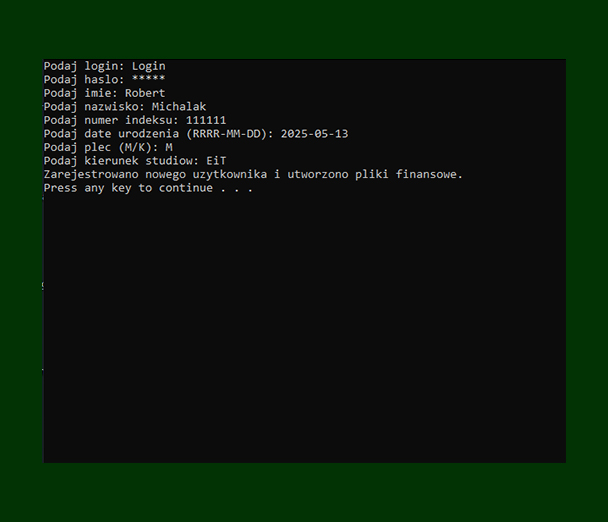 Podaj login: Login
Podaj haslo: *****
Podaj imie: Robert
Podaj nazwisko: Michalak
Podaj numer indeksu: 111111
Podaj date urodzenia (RRRR-MM-DD): 2025-05-13
Podaj plec (M/K): M
Podaj kierunek studiow: EiT
Zarejestrowano nowego uzytkownika i utworzono pliki finansowe.
Press any key to continue . . .